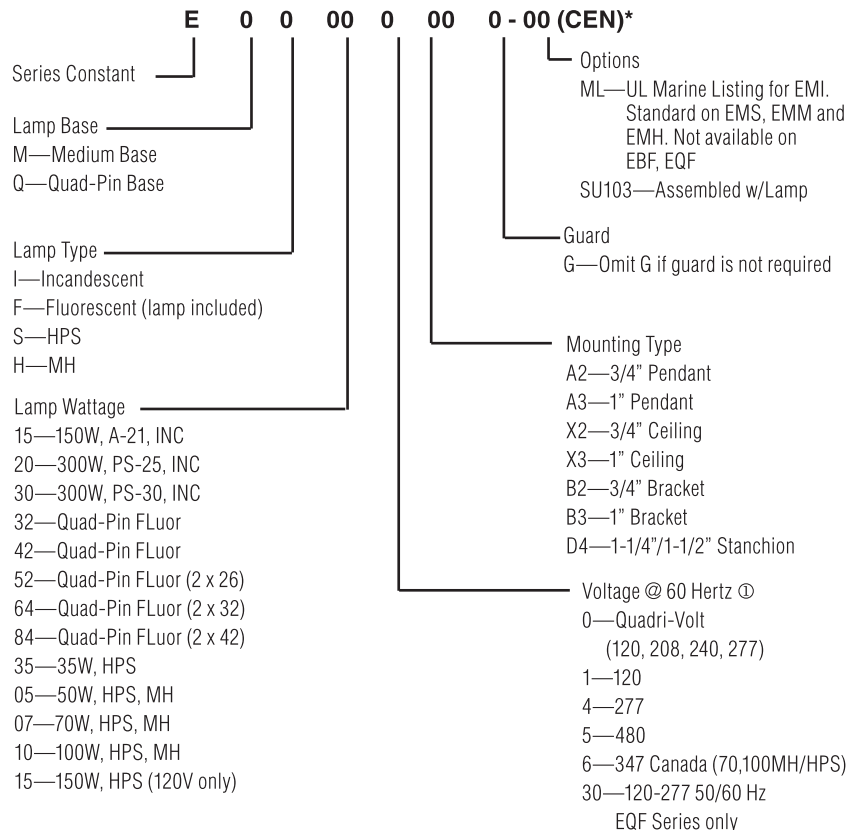 E 0 0 00 0 00 0 - 00 (CEN)*
Series Constant
Lamp Base
M—Medium Base
Q—Quad-Pin Base
Lamp Type
I—Incandescent
F—Fluorescent (lamp included)
S—HPS
H—MH
Lamp Wattage
15—150W, A-21, INC
20—300W, PS-25, INC
30—300W, PS-30, INC
32—Quad-Pin FLuor
42—Quad-Pin FLuor
52—Quad-Pin FLuor (2 x 26)
64—Quad-Pin FLuor (2 x 32)
84—Quad-Pin FLuor (2 x 42)
35—35W, HPS
05—50W, HPS, MH
07—70W, HPS, MH
10—100W, HPS, MH
15—150W, HPS (120V only)
Options
ML—UL Marine Listing for EMI.
Standard on EMS, EMM and
EMH. Not available on
EBF, EQF
SU103—Assembled w/Lamp
Guard
G—Omit G if guard is not required
Mounting Type
A2—3/4” Pendant
A3—1” Pendant
X2—3/4” Ceiling
X3—1” Ceiling
B2—3/4” Bracket
B3—1” Bracket
D4—1-1/4”/1-1/2” Stanchion
Voltage @ 60 Hertz ①
0—Quadri-Volt
(120, 208, 240, 277)
1—120
4—277
5—480
6—347 Canada (70,100MH/HPS)
30—120-277 50/60 Hz
EQF Series only